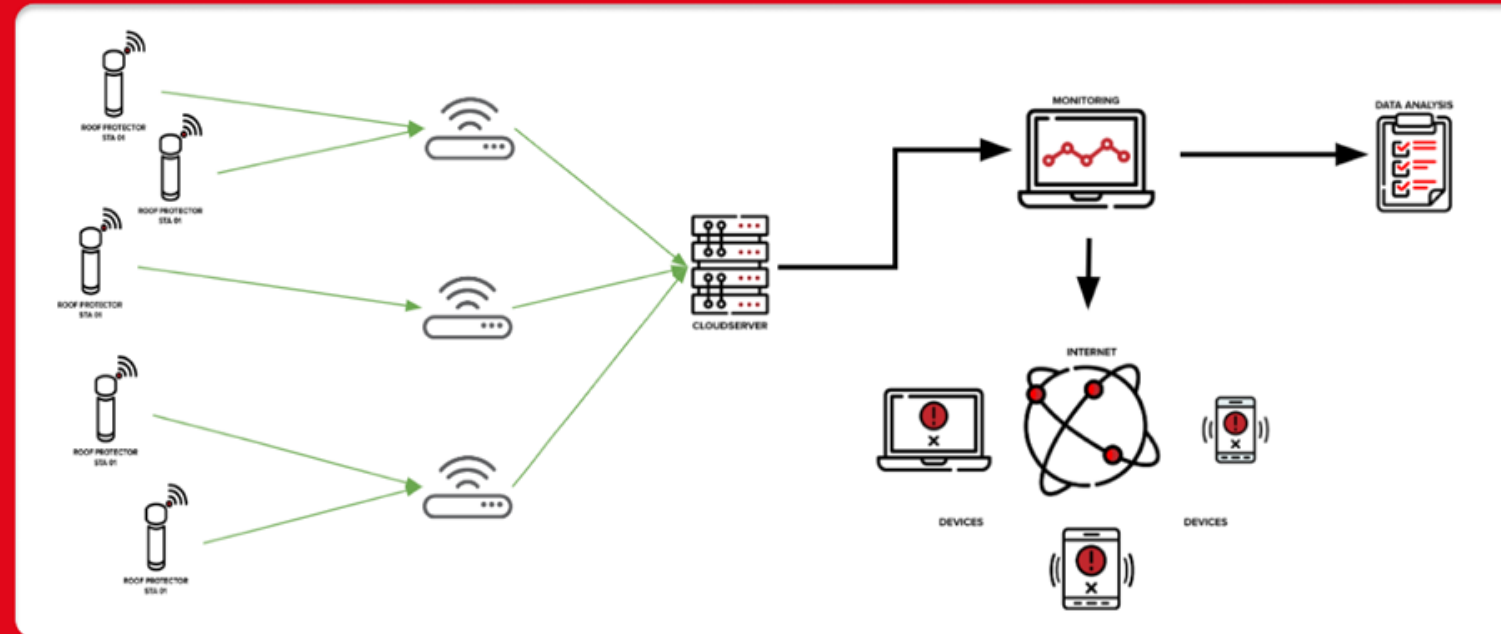 ROOF PROTECTOR
STA 01
ROOF PROTECTOR
STA 01
ROOF PROTECTOR
STA 01
ROOF PROTECTOR
STA 01
ROOF PROTECTOR
STA 01
CLOUDSERVER
MONITORING
DATA ANALYSIS
INTERNET
DEVICES
DEVICES